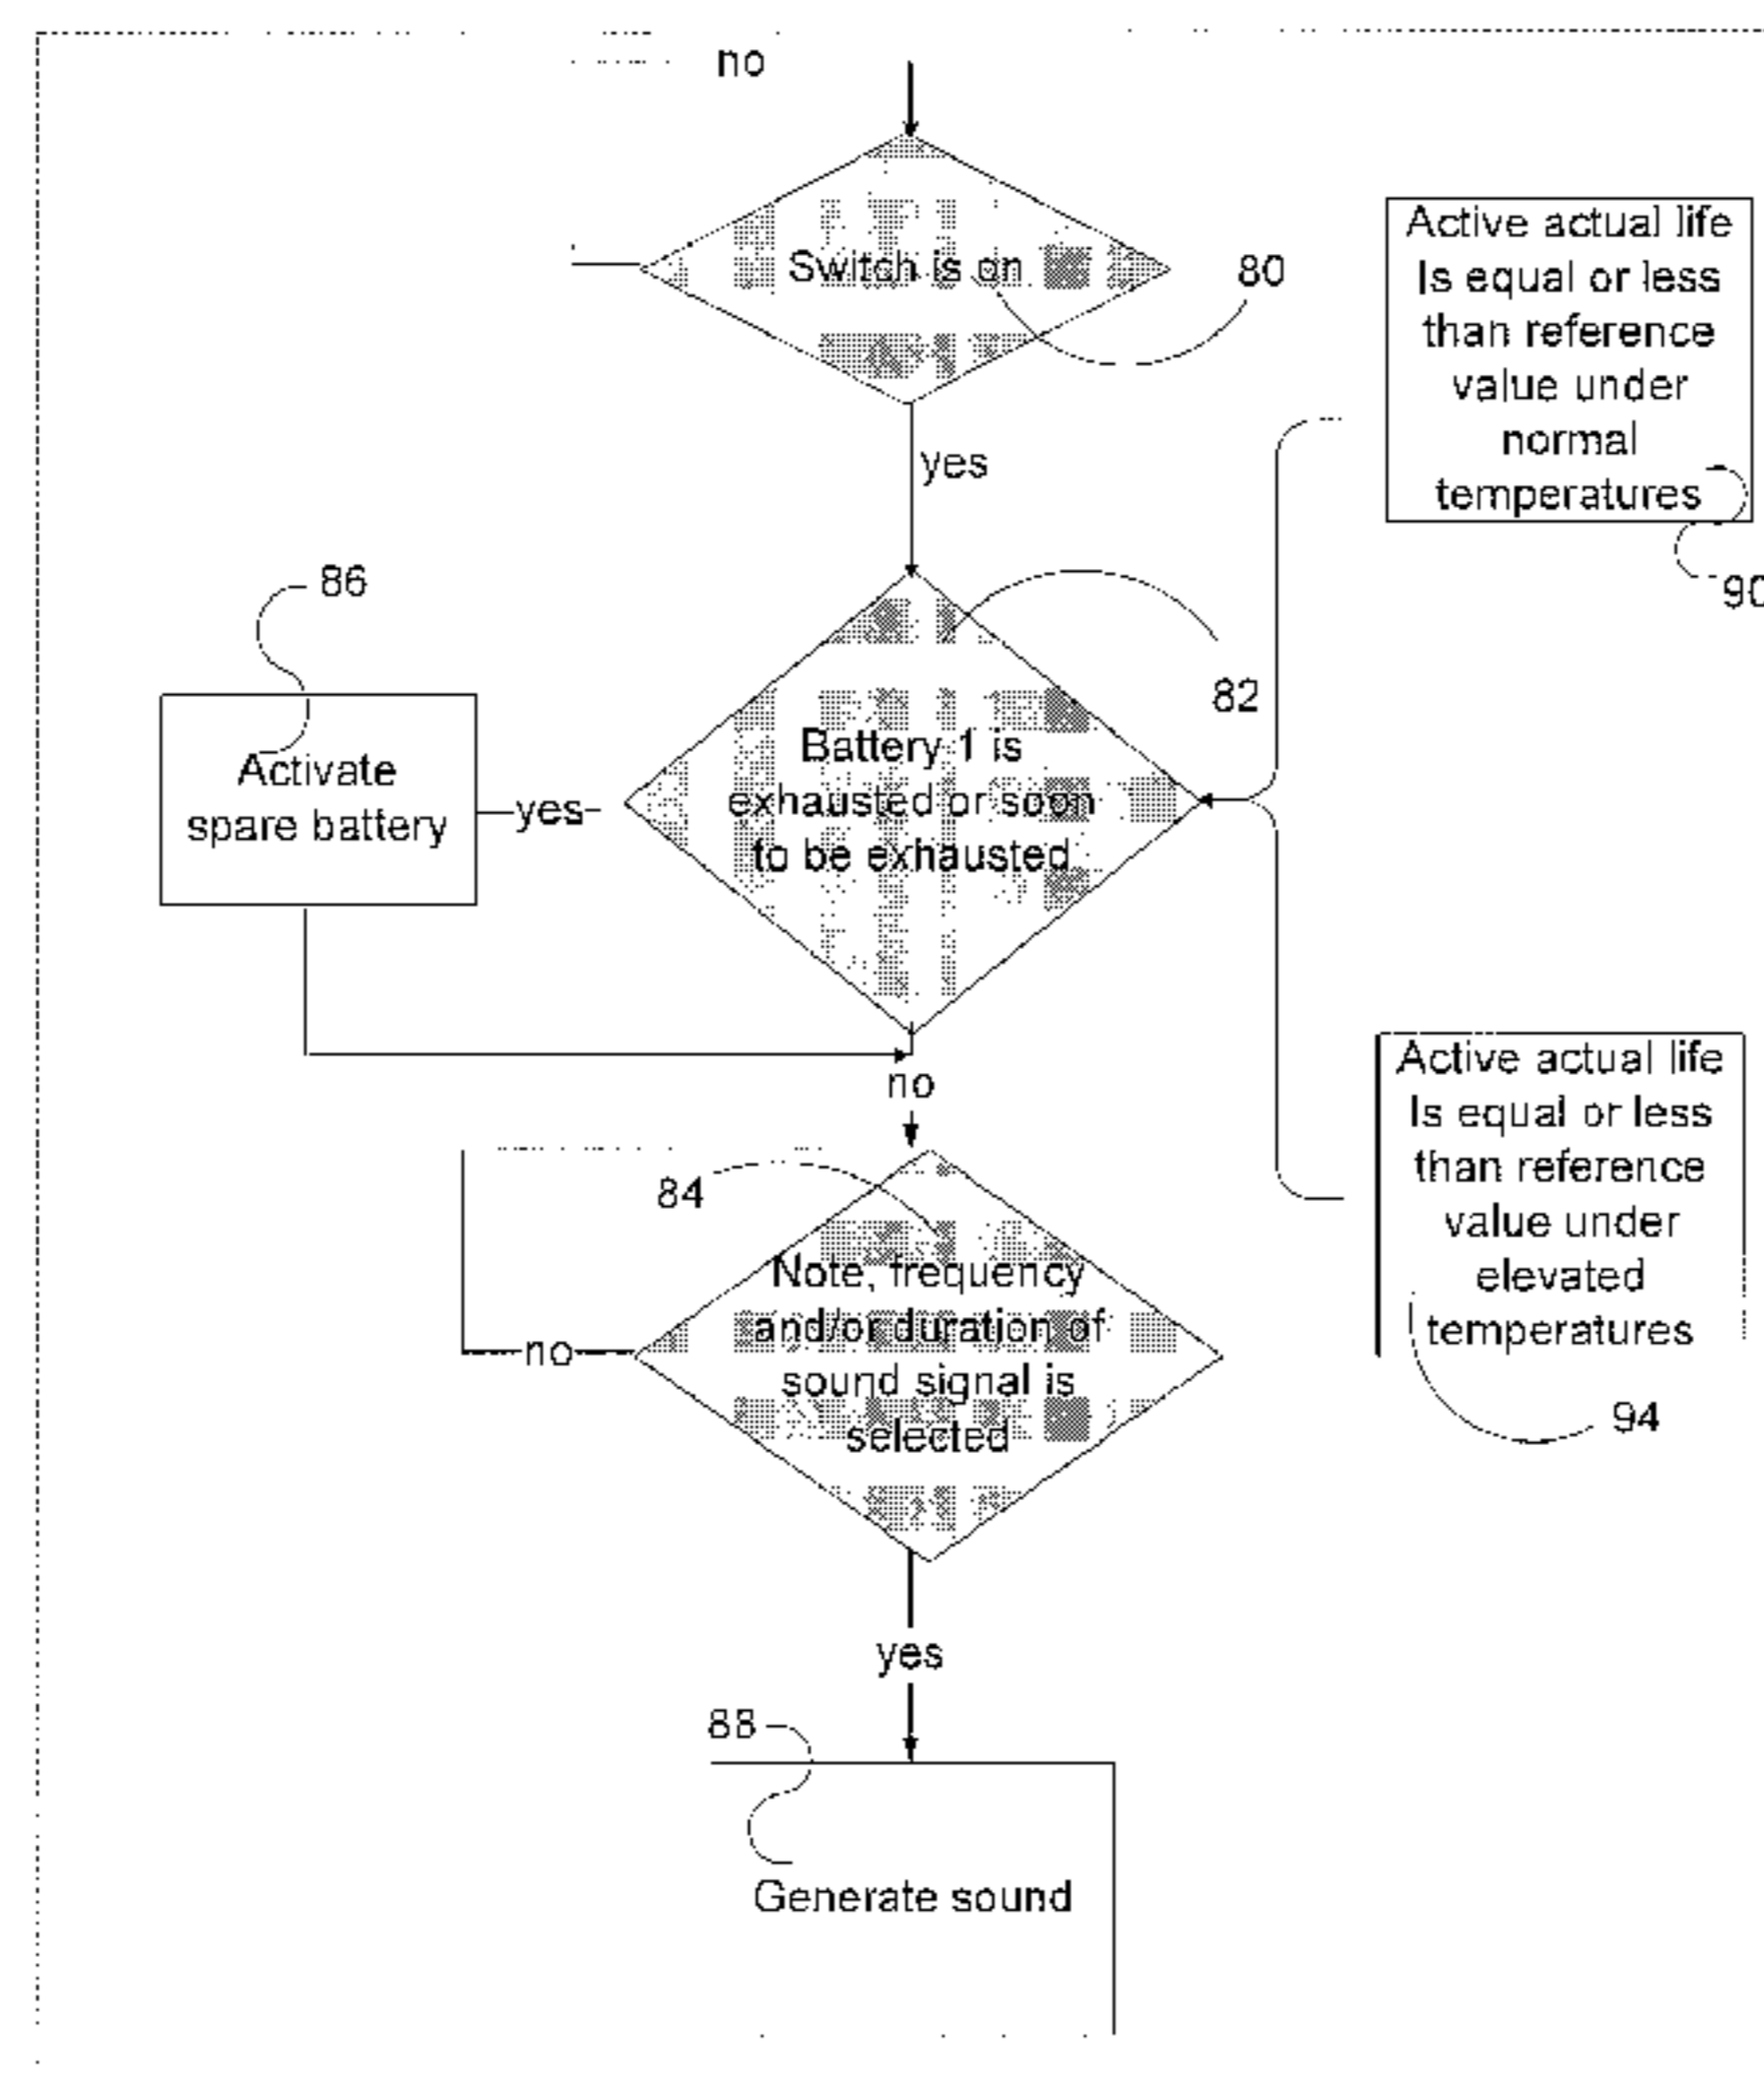 no
Switch is on
80
Active actual life
Is equal or less
than reference
value under
normal
temperatures
90
yes
86
82
Activate
spare battery
yes
Battery 1 is
exhausted or soon
to be exhausted
no
Active actual life
Is equal or less
than reference
value under
elevated
temperatures
94
84
Note, frequency
and/or duration of
sound signal is
selected
no
yes
88
Generate sound